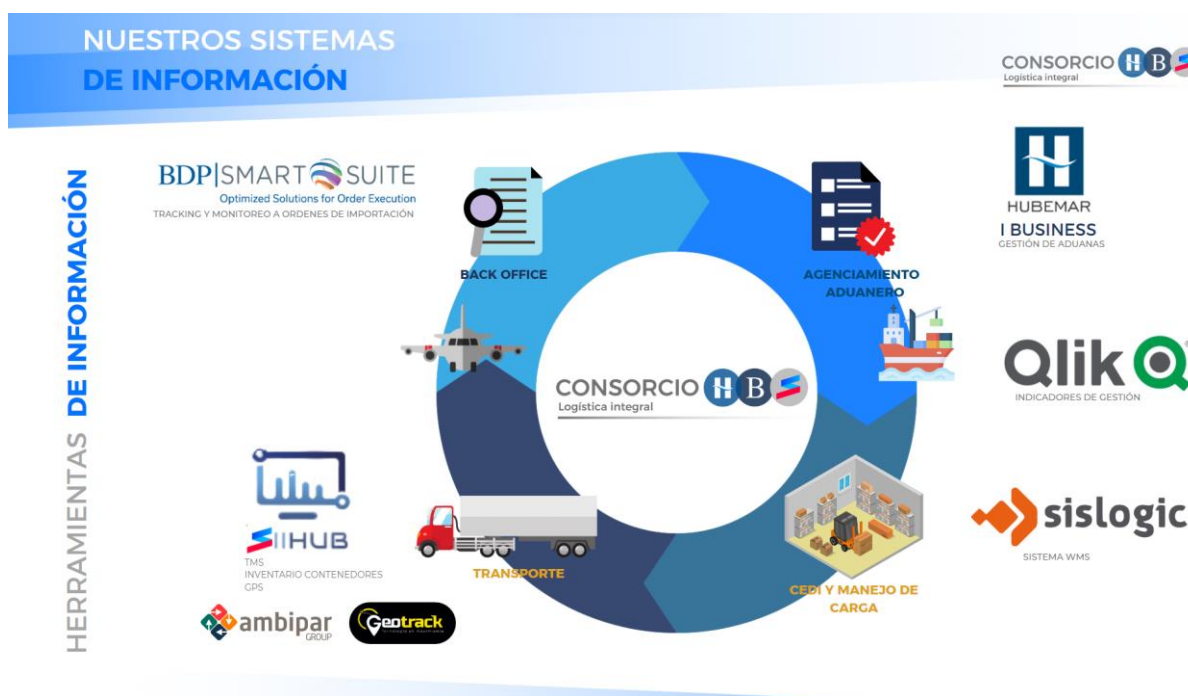 NUESTROS SISTEMAS
DE INFORMACIÓN
CONSORCIO H B S
Logística integral
HERRAMIENTAS DE INFORMACIÓN
BDP|SMART SUITE
Optimized Solutions for Order Execution
TRACKING Y MONITOREO A ORDENES DE IMPORTACIÓN
BACK OFFICE
AGENCIAMIENTO
ADUANERO
H
HUBEMAR
I BUSINESS
GESTIÓN DE ADUANAS
CONSORCIO H B S
Logística integral
Qlik Q
INDICADORES DE GESTIÓN
SIIHUB
TMS
INVENTARIO CONTENEDORES
GPS
ambipar
GROUP
Geotrack
TRANSPORTE
CEDI Y MANEJO DE
CARGA
sislogic
SISTEMA WMS